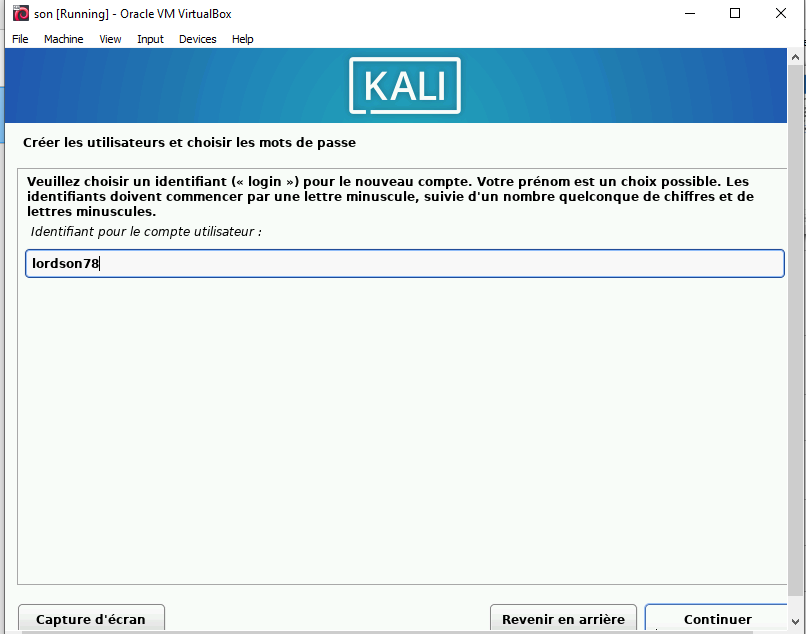 son [Running] - Oracle VM VirtualBox
File Machine View Input Devices Help
KALI
Créer les utilisateurs et choisir les mots de passe
Veuillez choisir un identifiant (« login ») pour le nouveau compte. Votre prénom est un choix possible. Les
identifiants doivent commencer par une lettre minuscule, suivie d'un nombre quelconque de chiffres et de
lettres minuscules.
Identifiant pour le compte utilisateur :
lordson78
Capture d'écran Revenir en arrière Continuer